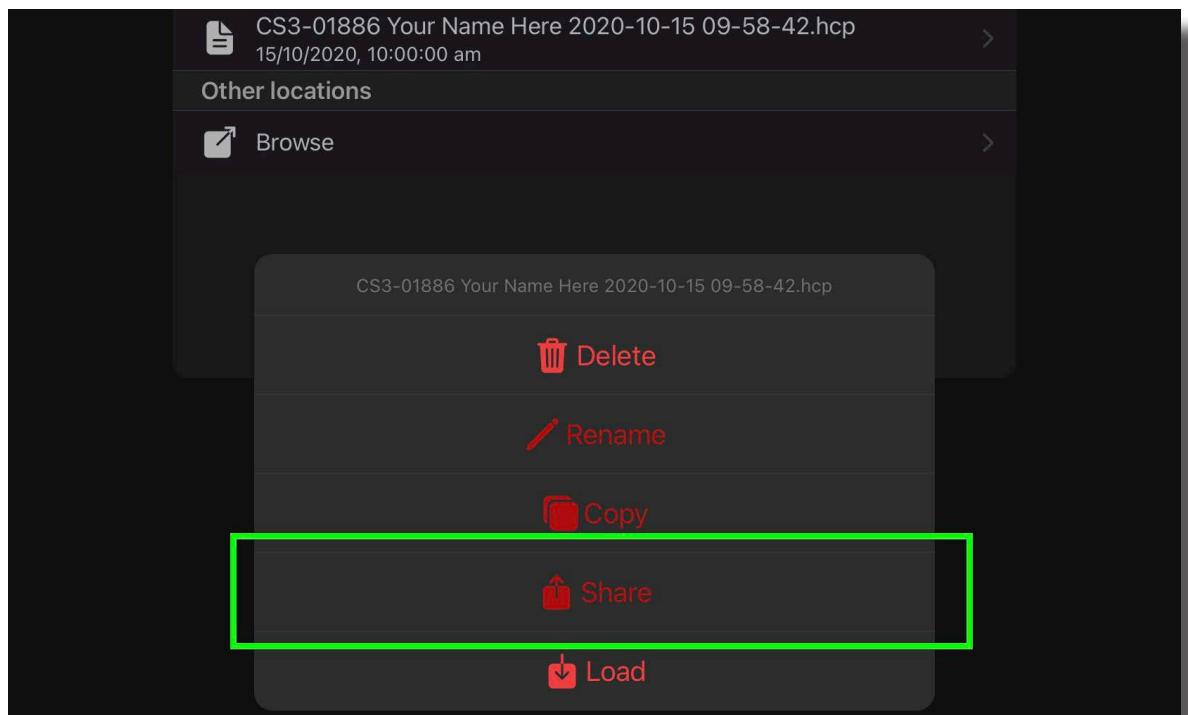 CS3-01886 Your Name Here 2020-10-15 09-58-42.hcp
15/10/2020, 10:00:00 am
Other locations
Browse
CS3-01886 Your Name Here 2020-10-15 09-58-42.hcp
Delete
Rename
Copy
Share
Load